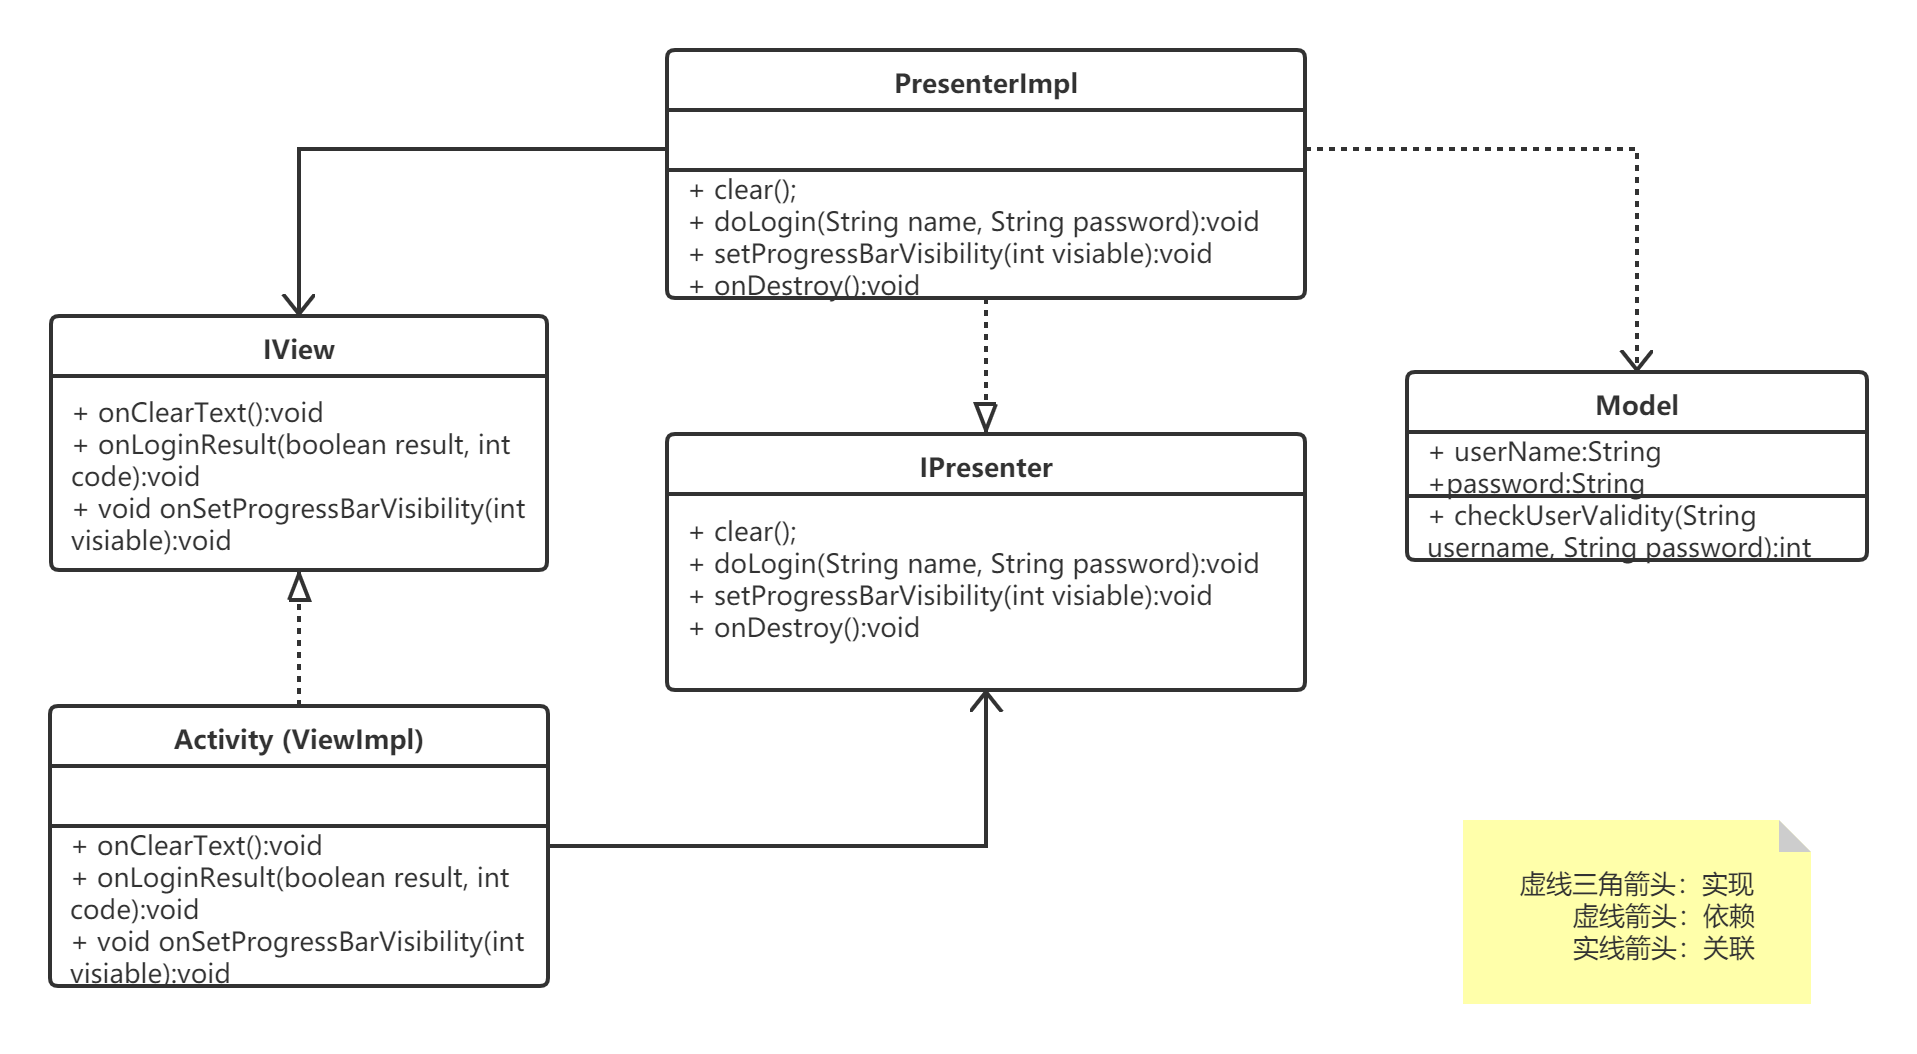 PresenterImpl
+ clear();
+ doLogin(String name, String password):void
+ setProgressBarVisibility(int visiable):void
+ onDestroy():void
IView
+ onClearText():void
+ onLoginResult(boolean result, int
code):void
+ void onSetProgressBarVisibility(int
visiable):void
IPresenter
+ clear();
+ doLogin(String name, String password):void
+ setProgressBarVisibility(int visiable):void
+ onDestroy():void
Model
+ userName:String
+password:String
+ checkUserValidity(String
username, String password):int
Activity (ViewImpl)
+ onClearText():void
+ onLoginResult(boolean result, int
code):void
+ void onSetProgressBarVisibility(int
visiable):void
虚线三角箭头：实现
虚线箭头：依赖
实线箭头：关联